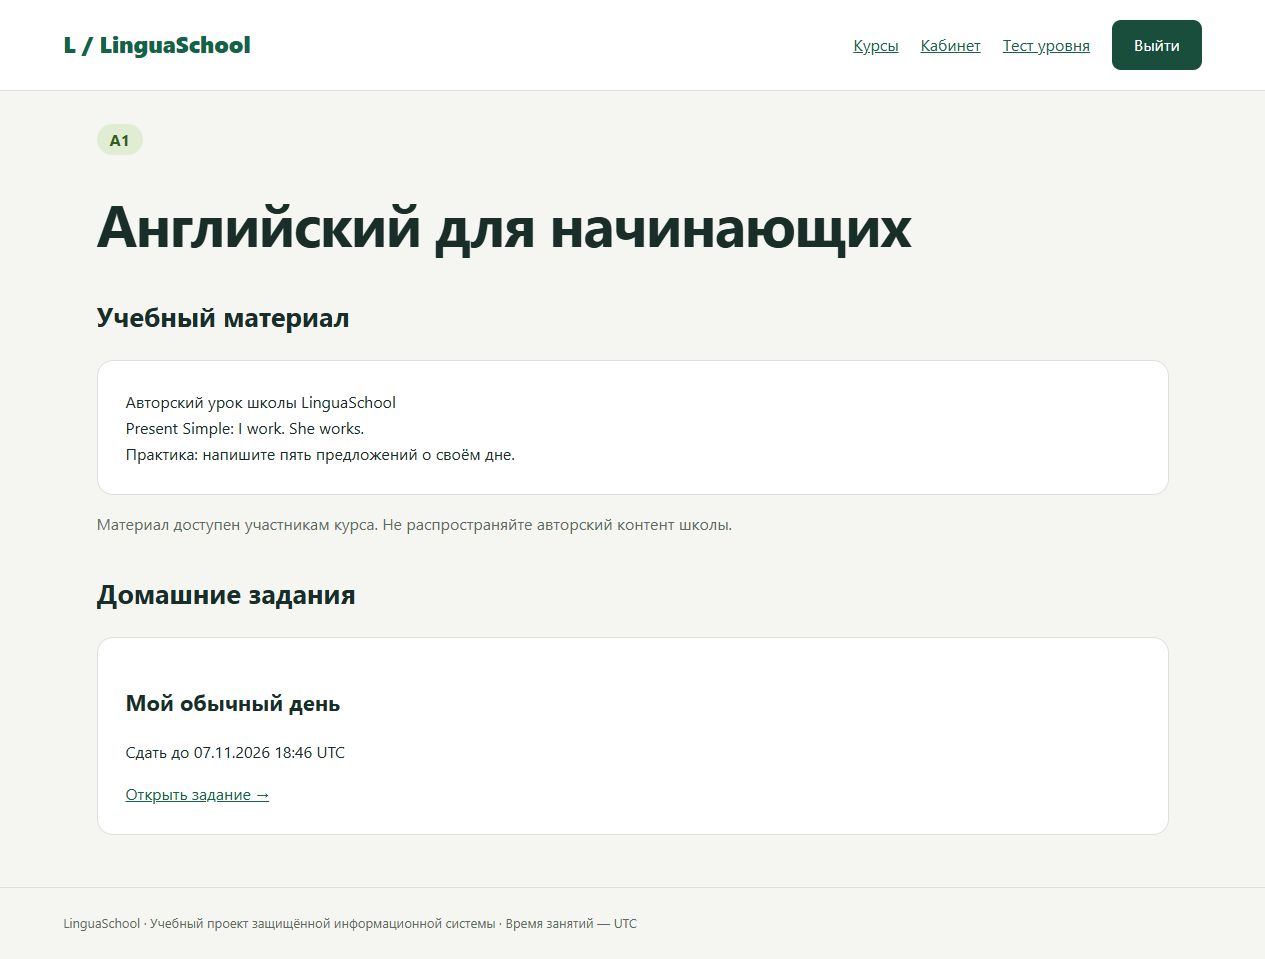 L / LinguaSchool
Курсы Кабинет Тест уровня Выйти
A1
Английский для начинающих
Учебный материал
Авторский урок школы LinguaSchool
Present Simple: I work. She works.
Практика: напишите пять предложений о своём дне.
Материал доступен участникам курса. Не распространяйте авторский контент школы.
Домашние задания
Мой обычный день
Сдать до 07.11.2026 18:46 UTC
Открыть задание →
LinguaSchool · Учебный проект защищённой информационной системы · Время занятий — UTC